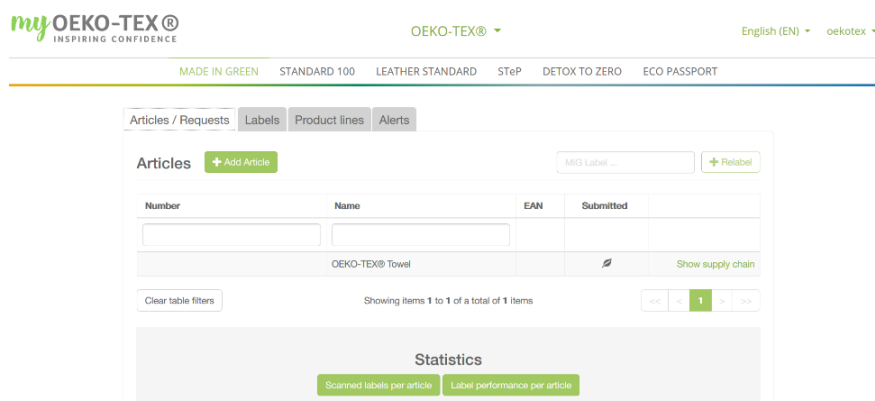 my OEKO-TEX®
INSPIRING CONFIDENCE
OEKO-TEX®
English (EN)
oekotex
MADE IN GREEN STANDARD 100 LEATHER STANDARD STeP DETOX TO ZERO ECO PASSPORT
Articles / Requests Labels Product lines Alerts
Articles + Add Article MiG Label ... + Relabel
Number Name EAN Submitted
OEKO-TEX® Towel Show supply chain
Clear table filters Showing items 1 to 1 of a total of 1 items << < 1 > >>
Statistics
Scanned labels per article Label performance per article